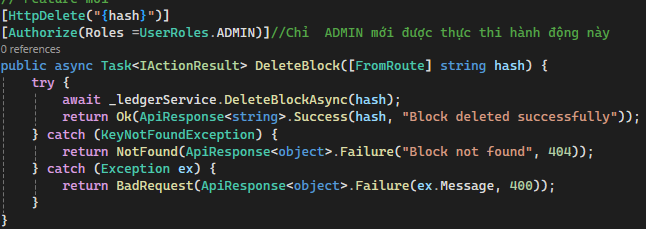 // Feature mới
[HttpDelete("{hash}")]
[Authorize(Roles =UserRoles.ADMIN)]//Chỉ  ADMIN mới được thực thi hành động này
0 references
public async Task<IActionResult> DeleteBlock([FromRoute] string hash) {
    try {
        await _ledgerService.DeleteBlockAsync(hash);
        return Ok(ApiResponse<string>.Success(hash, "Block deleted successfully"));
    } catch (KeyNotFoundException) {
        return NotFound(ApiResponse<object>.Failure("Block not found", 404));
    } catch (Exception ex) {
        return BadRequest(ApiResponse<object>.Failure(ex.Message, 400));
    }
}